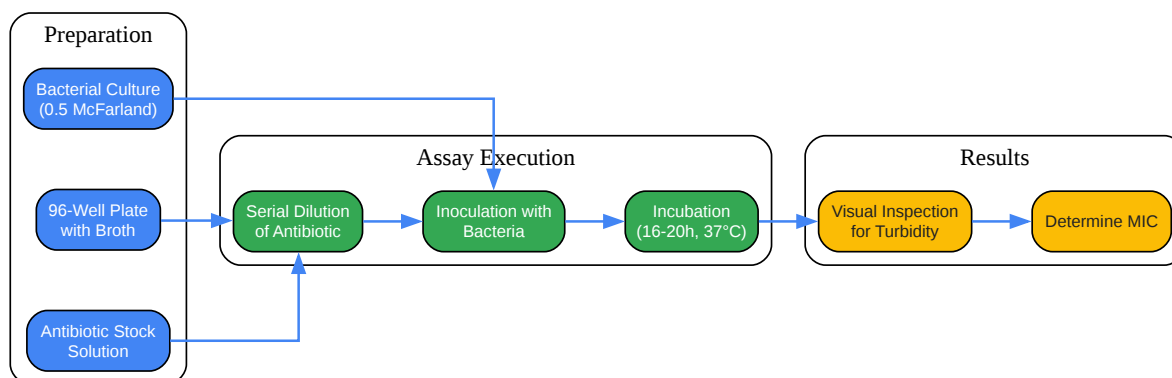 Preparation
Bacterial Culture
(0.5 McFarland)
96-Well Plate
with Broth
Antibiotic Stock
Solution
Assay Execution
Serial Dilution
of Antibiotic
Inoculation with
Bacteria
Incubation
(16-20h, 37°C)
Results
Visual Inspection
for Turbidity
Determine MIC